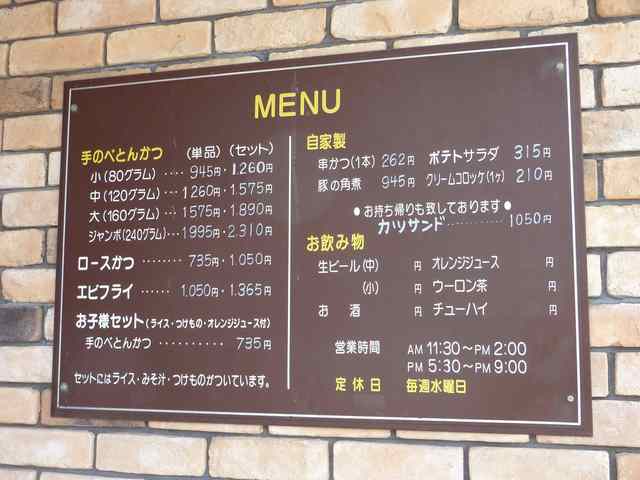 MENU
手のべとんかつ (単品) (セット)
小(80グラム)‥‥ 945円・1,260円
中(120グラム)‥‥ 1260円・1,575円
大(160グラム)‥‥ 1575円・1,890円
ジャンボ(240グラム)‥‥ 1995円・2,310円
ロースかつ ‥‥‥‥ 735円・1,050円
エビフライ ‥‥‥ 1,050円・1,365円
お子様セット(ライス・つけもの・オレンジジュース付)
手のべとんかつ ‥‥‥‥‥ 735円
セットにはライス・みそ汁・つけものがついています。
自家製
串かつ(1本) 262円 ポテトサラダ 315円
豚の角煮 945円 クリームコロッケ(1ヶ) 210円
●お持ち帰りも致しております●
カツサンド‥‥‥‥ 1050円
お飲み物
生ビール(中) 円 オレンジジュース 円
(小) 円 ウーロン茶 円
お酒 円 チューハイ 円
営業時間 AM 11:30〜PM 2:00
PM 5:30〜PM 9:00
定休日 毎週水曜日